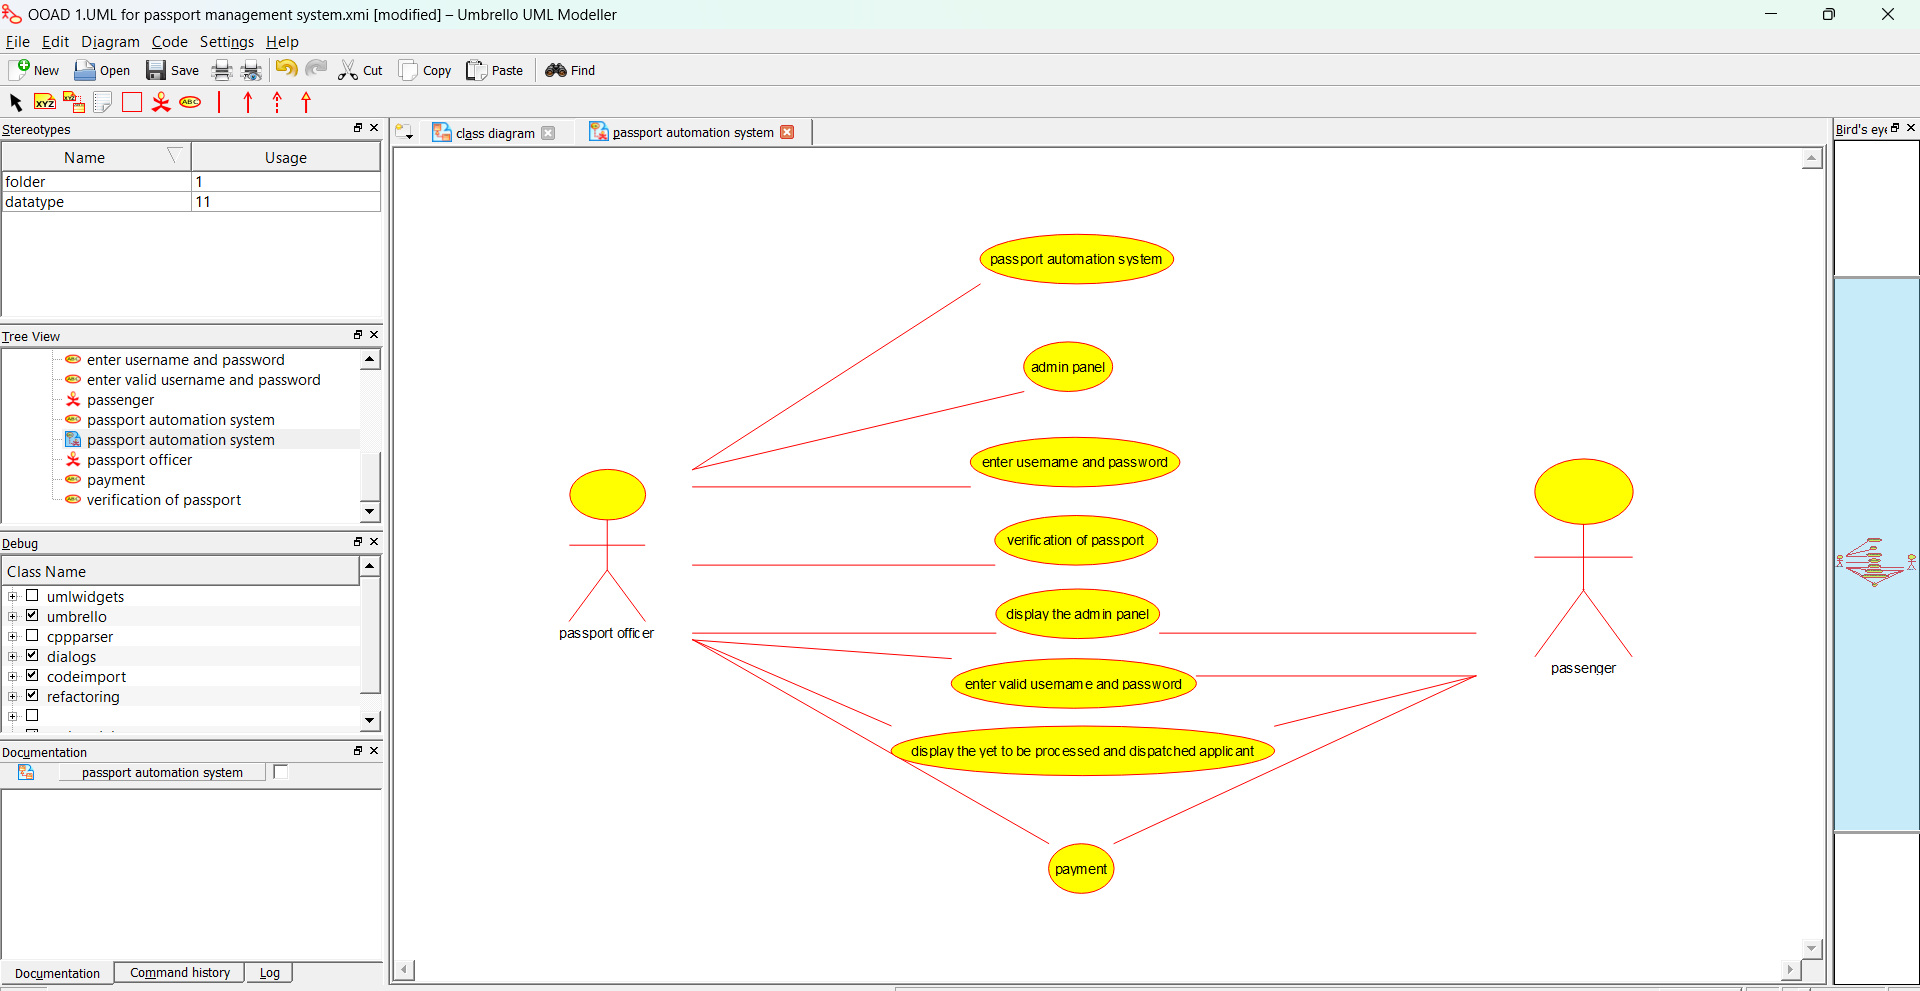 OOAD 1.UML for passport management system.xmi [modified] – Umbrello UML Modeller
File Edit Diagram Code Settings Help
New Open Save Cut Copy Paste Find
XYZ XYZ ABC
Stereotypes
Name Usage
folder 1
datatype 11
Tree View
enter username and password
enter valid username and password
passenger
passport automation system
passport automation system
passport officer
payment
verification of passport
Debug
Class Name
umlwidgets
umbrello
cppparser
dialogs
codeimport
refactoring
Documentation
passport automation system
Documentation Command history Log
class diagram passport automation system
passport automation system
admin panel
enter username and password
verification of passport
display the admin panel
passport officer
enter valid username and password
passenger
display the yet to be processed and dispatched applicant
payment
Bird's eye